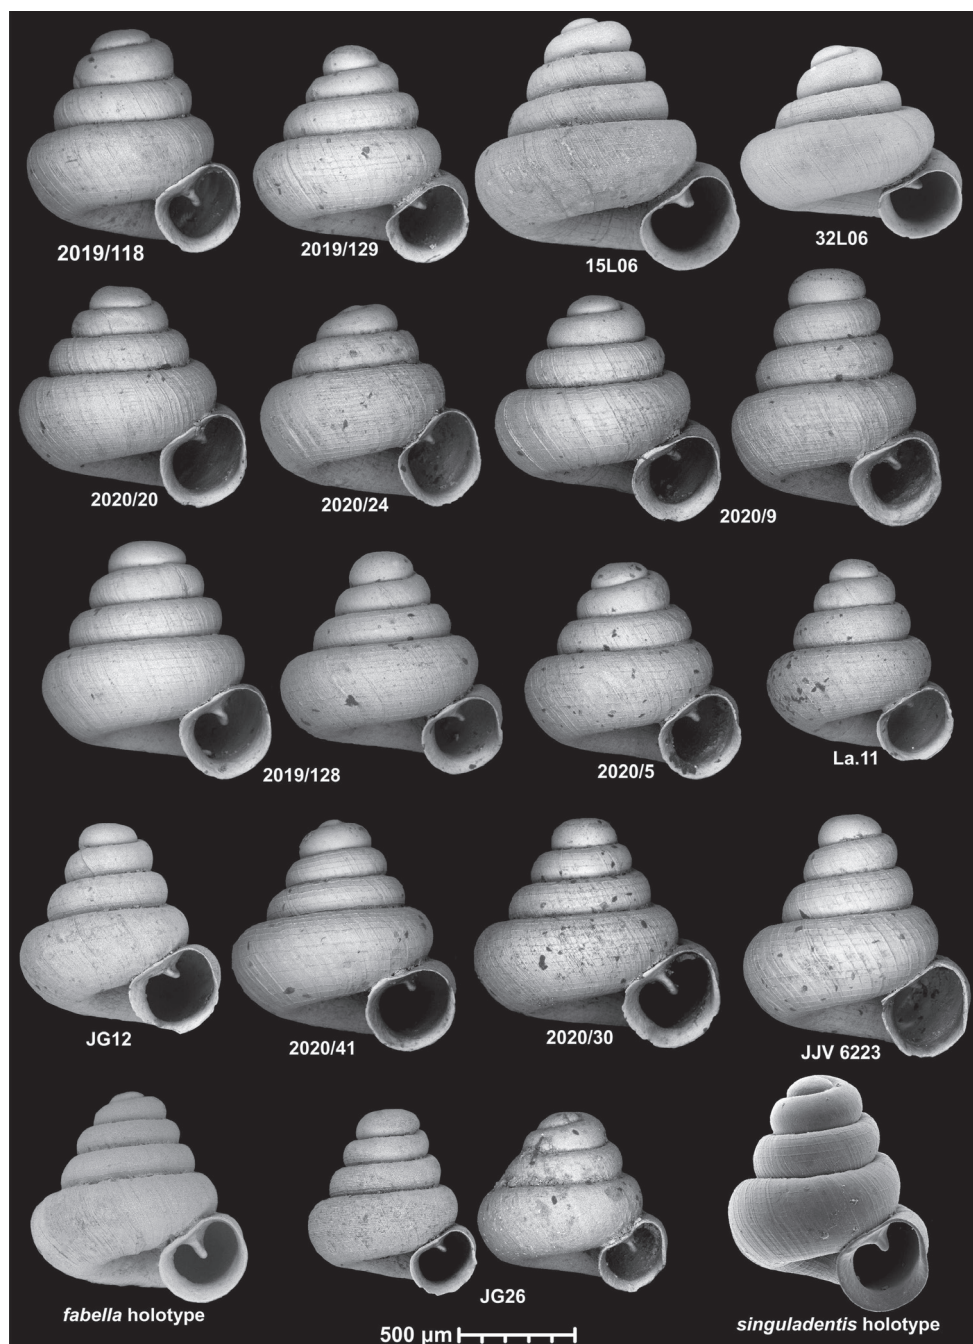 2019/118
2019/129
15L06
32L06
2020/20
2020/24
2020/9
2019/128
2020/5
La.11
JG12
2020/41
2020/30
JJV 6223
fabella holotype
JG26
singuladentis holotype
500 µm